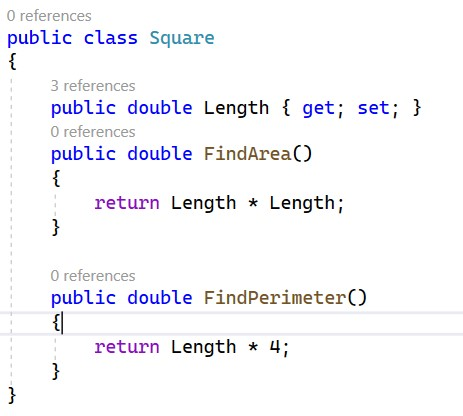 0 references
public class Square
{
3 references
public double Length { get; set; }
0 references
public double FindArea()
{
return Length * Length;
}
0 references
public double FindPerimeter()
{
return Length * 4;
}
}